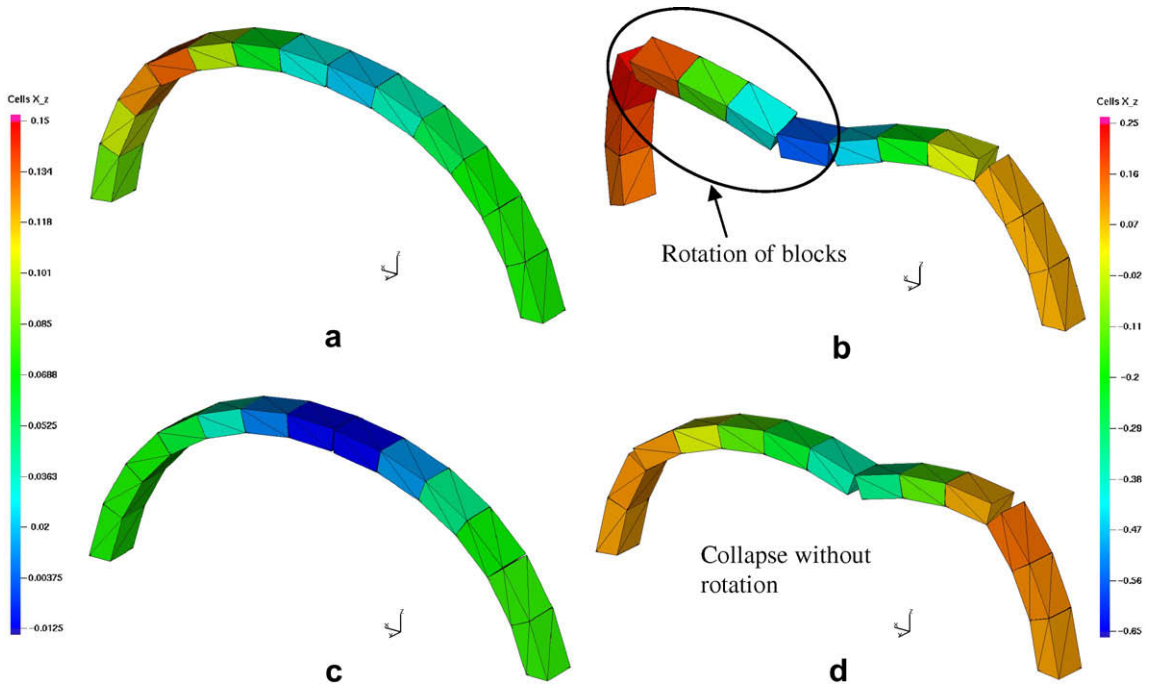 Cells X_z
0.15
0.134
0.118
0.101
0.085
0.0688
0.0525
0.0363
0.02
0.00375
-0.0125
a
Rotation of blocks
b
Cells X_z
0.25
0.16
0.07
-0.02
-0.11
-0.2
-0.29
-0.38
-0.47
-0.56
-0.65
c
Collapse without
rotation
d